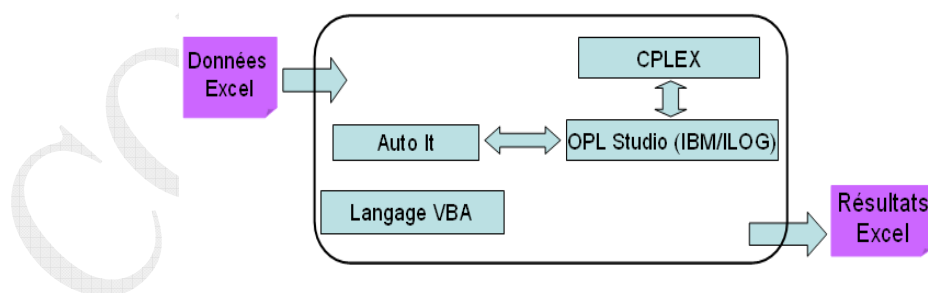 Données
Excel
CPLEX
Auto It
OPL Studio (IBM/ILOG)
Langage VBA
Résultats
Excel